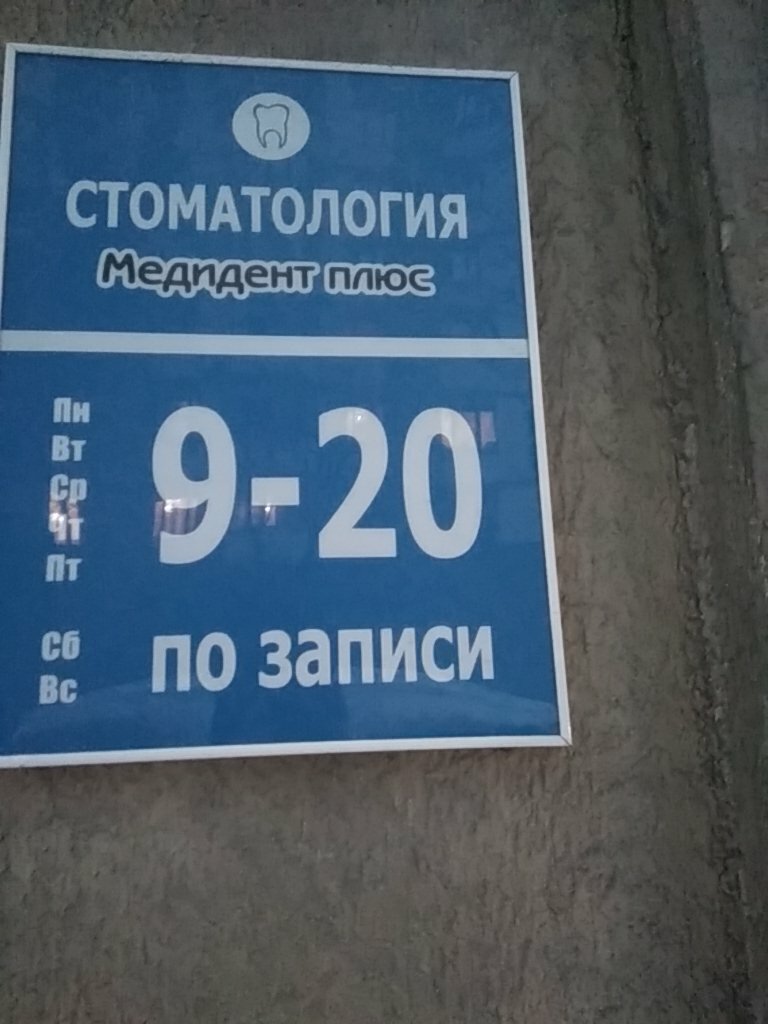 СТОМАТОЛОГИЯ
Медидент плюс
Пн
Вт
Ср
Чт
Пт
9-20
Сб
Вс
по записи